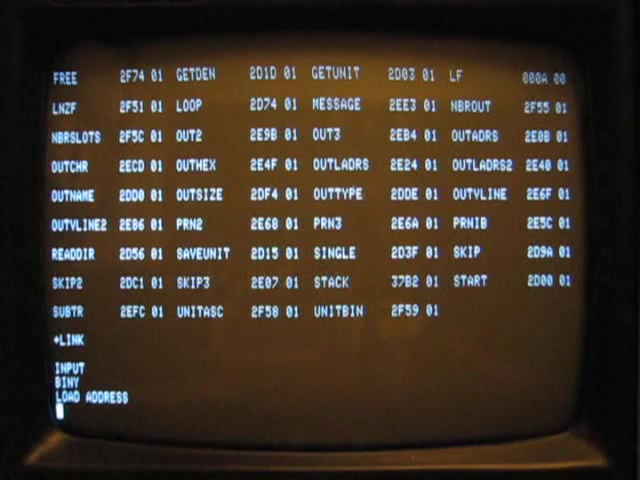 FREE 2F74 01 GETDEN 2D1D 01 GETUNIT 2D03 01 LF 000A 00
LNZF 2F51 01 LOOP 2D74 01 MESSAGE 2EE3 01 NBROUT 2F55 01
NBRSLOTS 2F5C 01 OUT2 2E9B 01 OUT3 2EB4 01 OUTADRS 2E0B 01
OUTCHR 2ECD 01 OUTHEX 2E4F 01 OUTLADRS 2E24 01 OUTLADRS2 2E40 01
OUTNAME 2DD0 01 OUTSIZE 2DF4 01 OUTTYPE 2DDE 01 OUTVLINE 2E6F 01
OUTVLINE2 2E86 01 PRN2 2E68 01 PRN3 2E6A 01 PRNIB 2E5C 01
READDIR 2D56 01 SAVEUNIT 2D15 01 SINGLE 2D3F 01 SKIP 2D9A 01
SKIP2 2DC1 01 SKIP3 2E07 01 STACK 37B2 01 START 2D00 01
SUBTR 2EFC 01 UNITASC 2F58 01 UNITBIN 2F59 01
*LINK
INPUT
BINY
LOAD ADDRESS